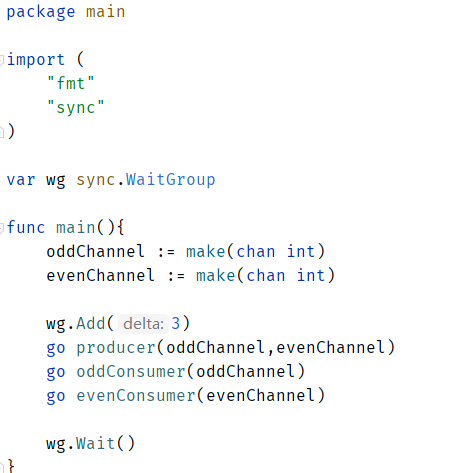 package main
import (
"fmt"
"sync"
)
var wg sync.WaitGroup
func main(){
oddChannel := make(chan int)
evenChannel := make(chan int)
wg.Add( delta: 3)
go producer(oddChannel,evenChannel)
go oddConsumer(oddChannel)
go evenConsumer(evenChannel)
wg.Wait()
}